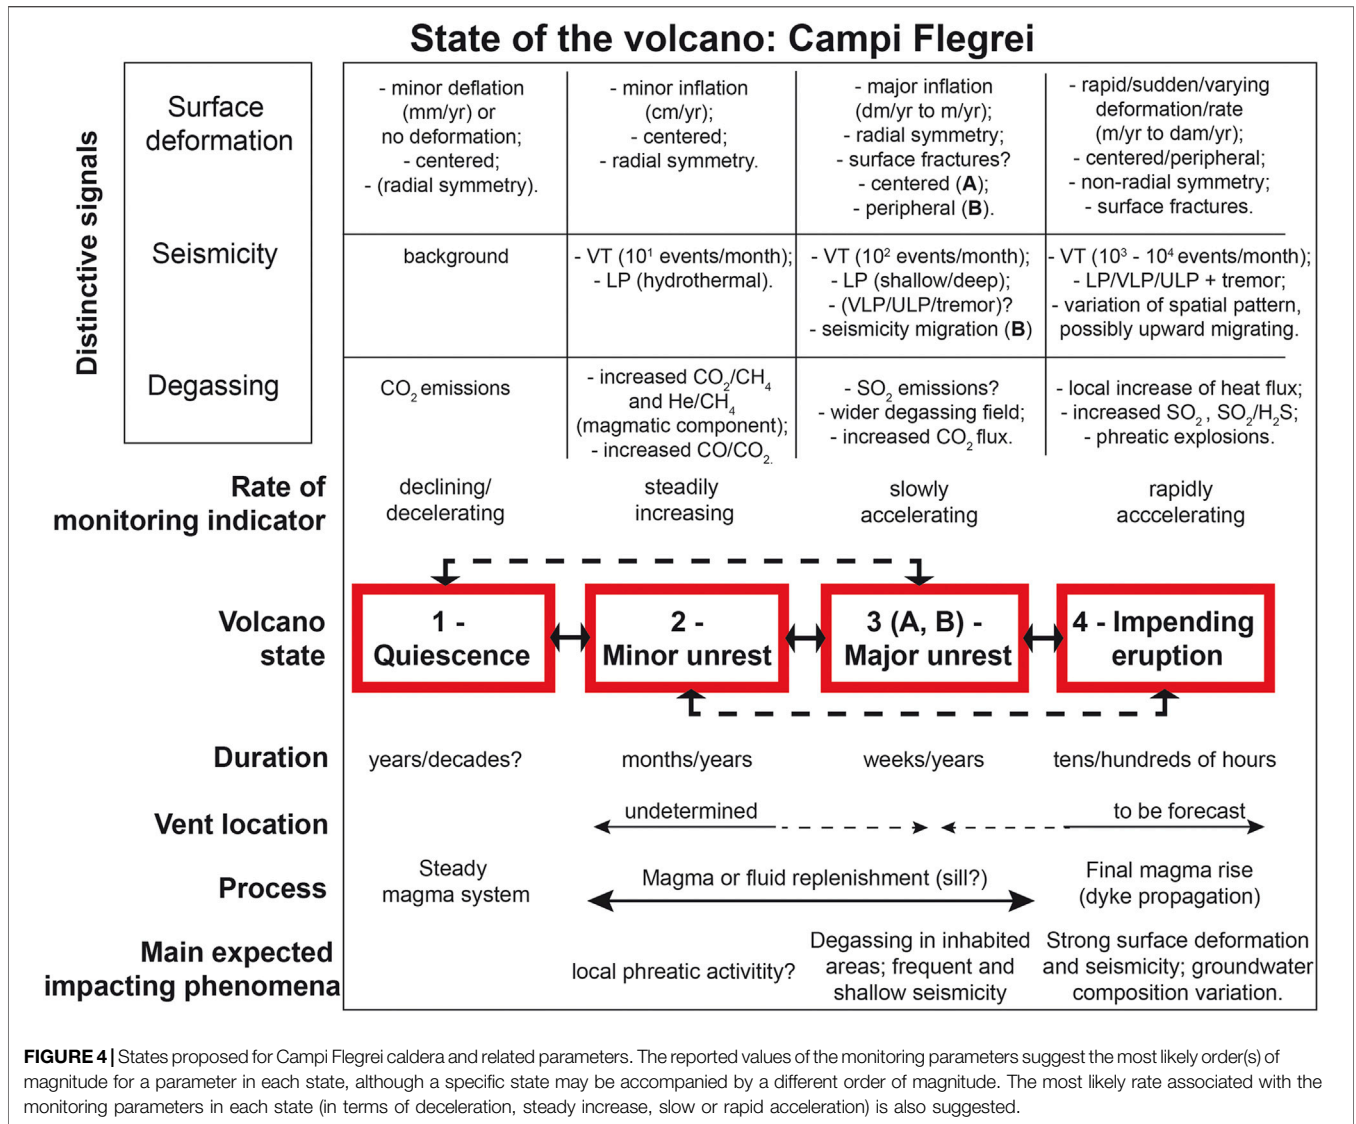 State of the volcano: Campi Flegrei
Distinctive signals
Surface
deformation
- minor deflation
(mm/yr) or
no deformation;
- centered;
- (radial symmetry).
- minor inflation
(cm/yr);
- centered;
- radial symmetry.
- major inflation
(dm/yr to m/yr);
- radial symmetry;
- surface fractures?
- centered (A);
- peripheral (B).
- rapid/sudden/varying
deformation/rate
(m/yr to dam/yr);
- centered/peripheral;
- non-radial symmetry;
- surface fractures.
Seismicity
background
- VT (10¹ events/month);
- LP (hydrothermal).
- VT (10² events/month);
- LP (shallow/deep);
- (VLP/ULP/tremor)?
- seismicity migration (B)
- VT (10³ - 10⁴ events/month);
- LP/VLP/ULP + tremor;
- variation of spatial pattern,
possibly upward migrating.
Degassing
CO₂ emissions
- increased CO₂/CH₄
and He/CH₄
(magmatic component);
- increased CO/CO₂.
- SO₂ emissions?
- wider degassing field;
- increased CO₂ flux.
- local increase of heat flux;
- increased SO₂ , SO₂/H₂S;
- phreatic explosions.
Rate of
monitoring indicator
declining/
decelerating
steadily
increasing
slowly
accelerating
rapidly
acccelerating
Volcano
state
1 -
Quiescence
2 -
Minor unrest
3 (A, B) -
Major unrest
4 - Impending
eruption
Duration
years/decades?
months/years
weeks/years
tens/hundreds of hours
Vent location
undetermined
to be forecast
Process
Steady
magma system
Magma or fluid replenishment (sill?)
Final magma rise
(dyke propagation)
Main expected
impacting phenomena
local phreatic activitity?
Degassing in inhabited
areas; frequent and
shallow seismicity
Strong surface deformation
and seismicity; groundwater
composition variation.
FIGURE 4 | States proposed for Campi Flegrei caldera and related parameters. The reported values of the monitoring parameters suggest the most likely order(s) of
magnitude for a parameter in each state, although a specific state may be accompanied by a different order of magnitude. The most likely rate associated with the
monitoring parameters in each state (in terms of deceleration, steady increase, slow or rapid acceleration) is also suggested.